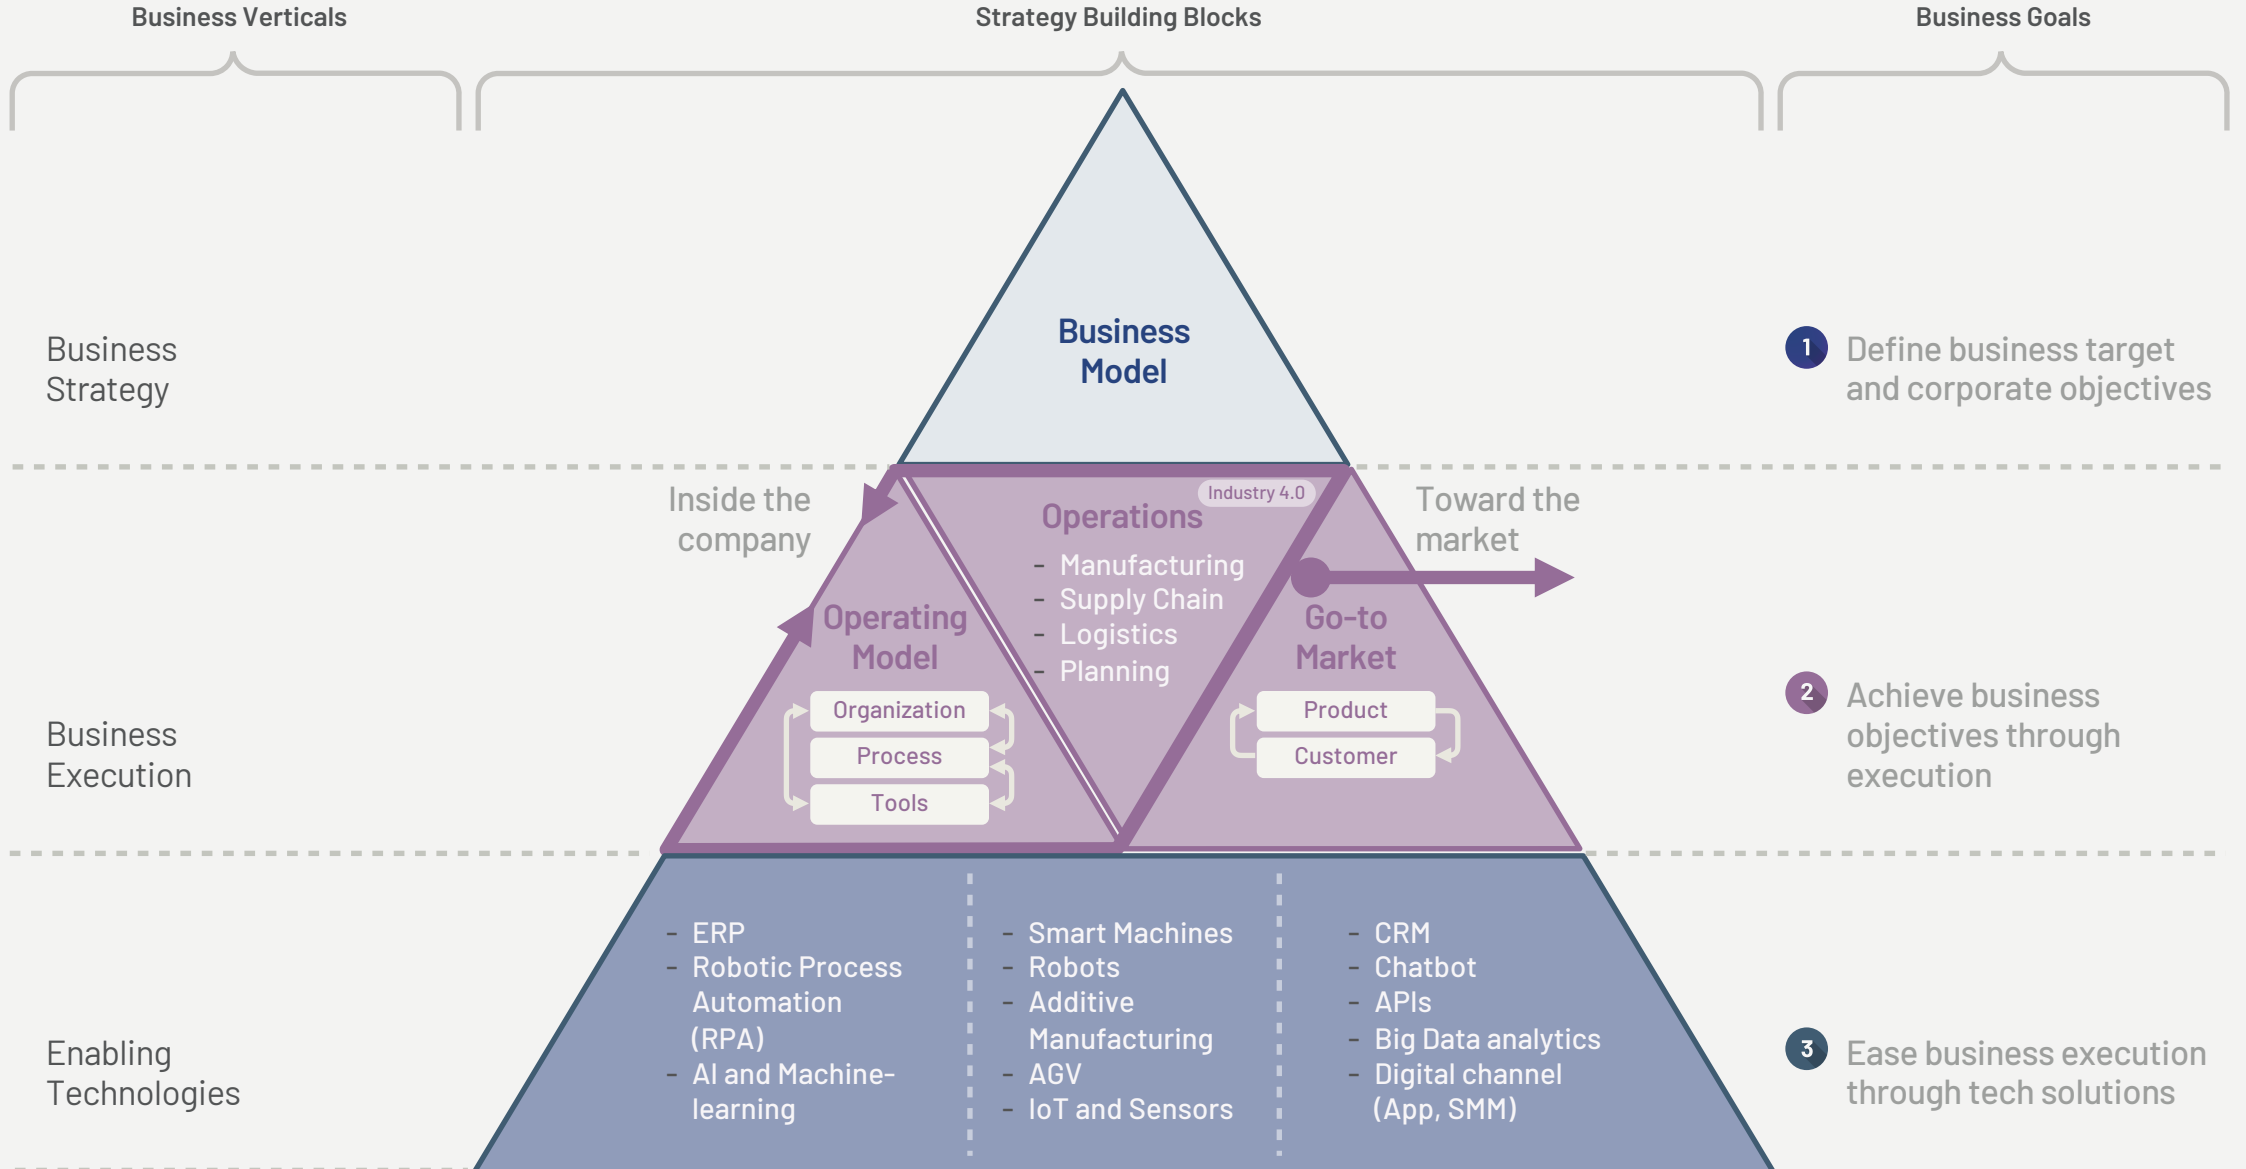 Business Verticals
Strategy Building Blocks
Business Goals
Business
Strategy
Business
Model
1
Define business target
and corporate objectives
Inside the
company
Industry 4.0
Operations
- Manufacturing
- Supply Chain
- Logistics
- Planning
Toward the
market
Operating
Model
Organization
Process
Tools
Go-to
Market
Product
Customer
Business
Execution
2
Achieve business
objectives through
execution
Enabling
Technologies
- ERP
- Robotic Process
Automation
(RPA)
- AI and Machine-
learning
- Smart Machines
- Robots
- Additive
Manufacturing
- AGV
- IoT and Sensors
- CRM
- Chatbot
- APIs
- Big Data analytics
- Digital channel
(App, SMM)
3
Ease business execution
through tech solutions